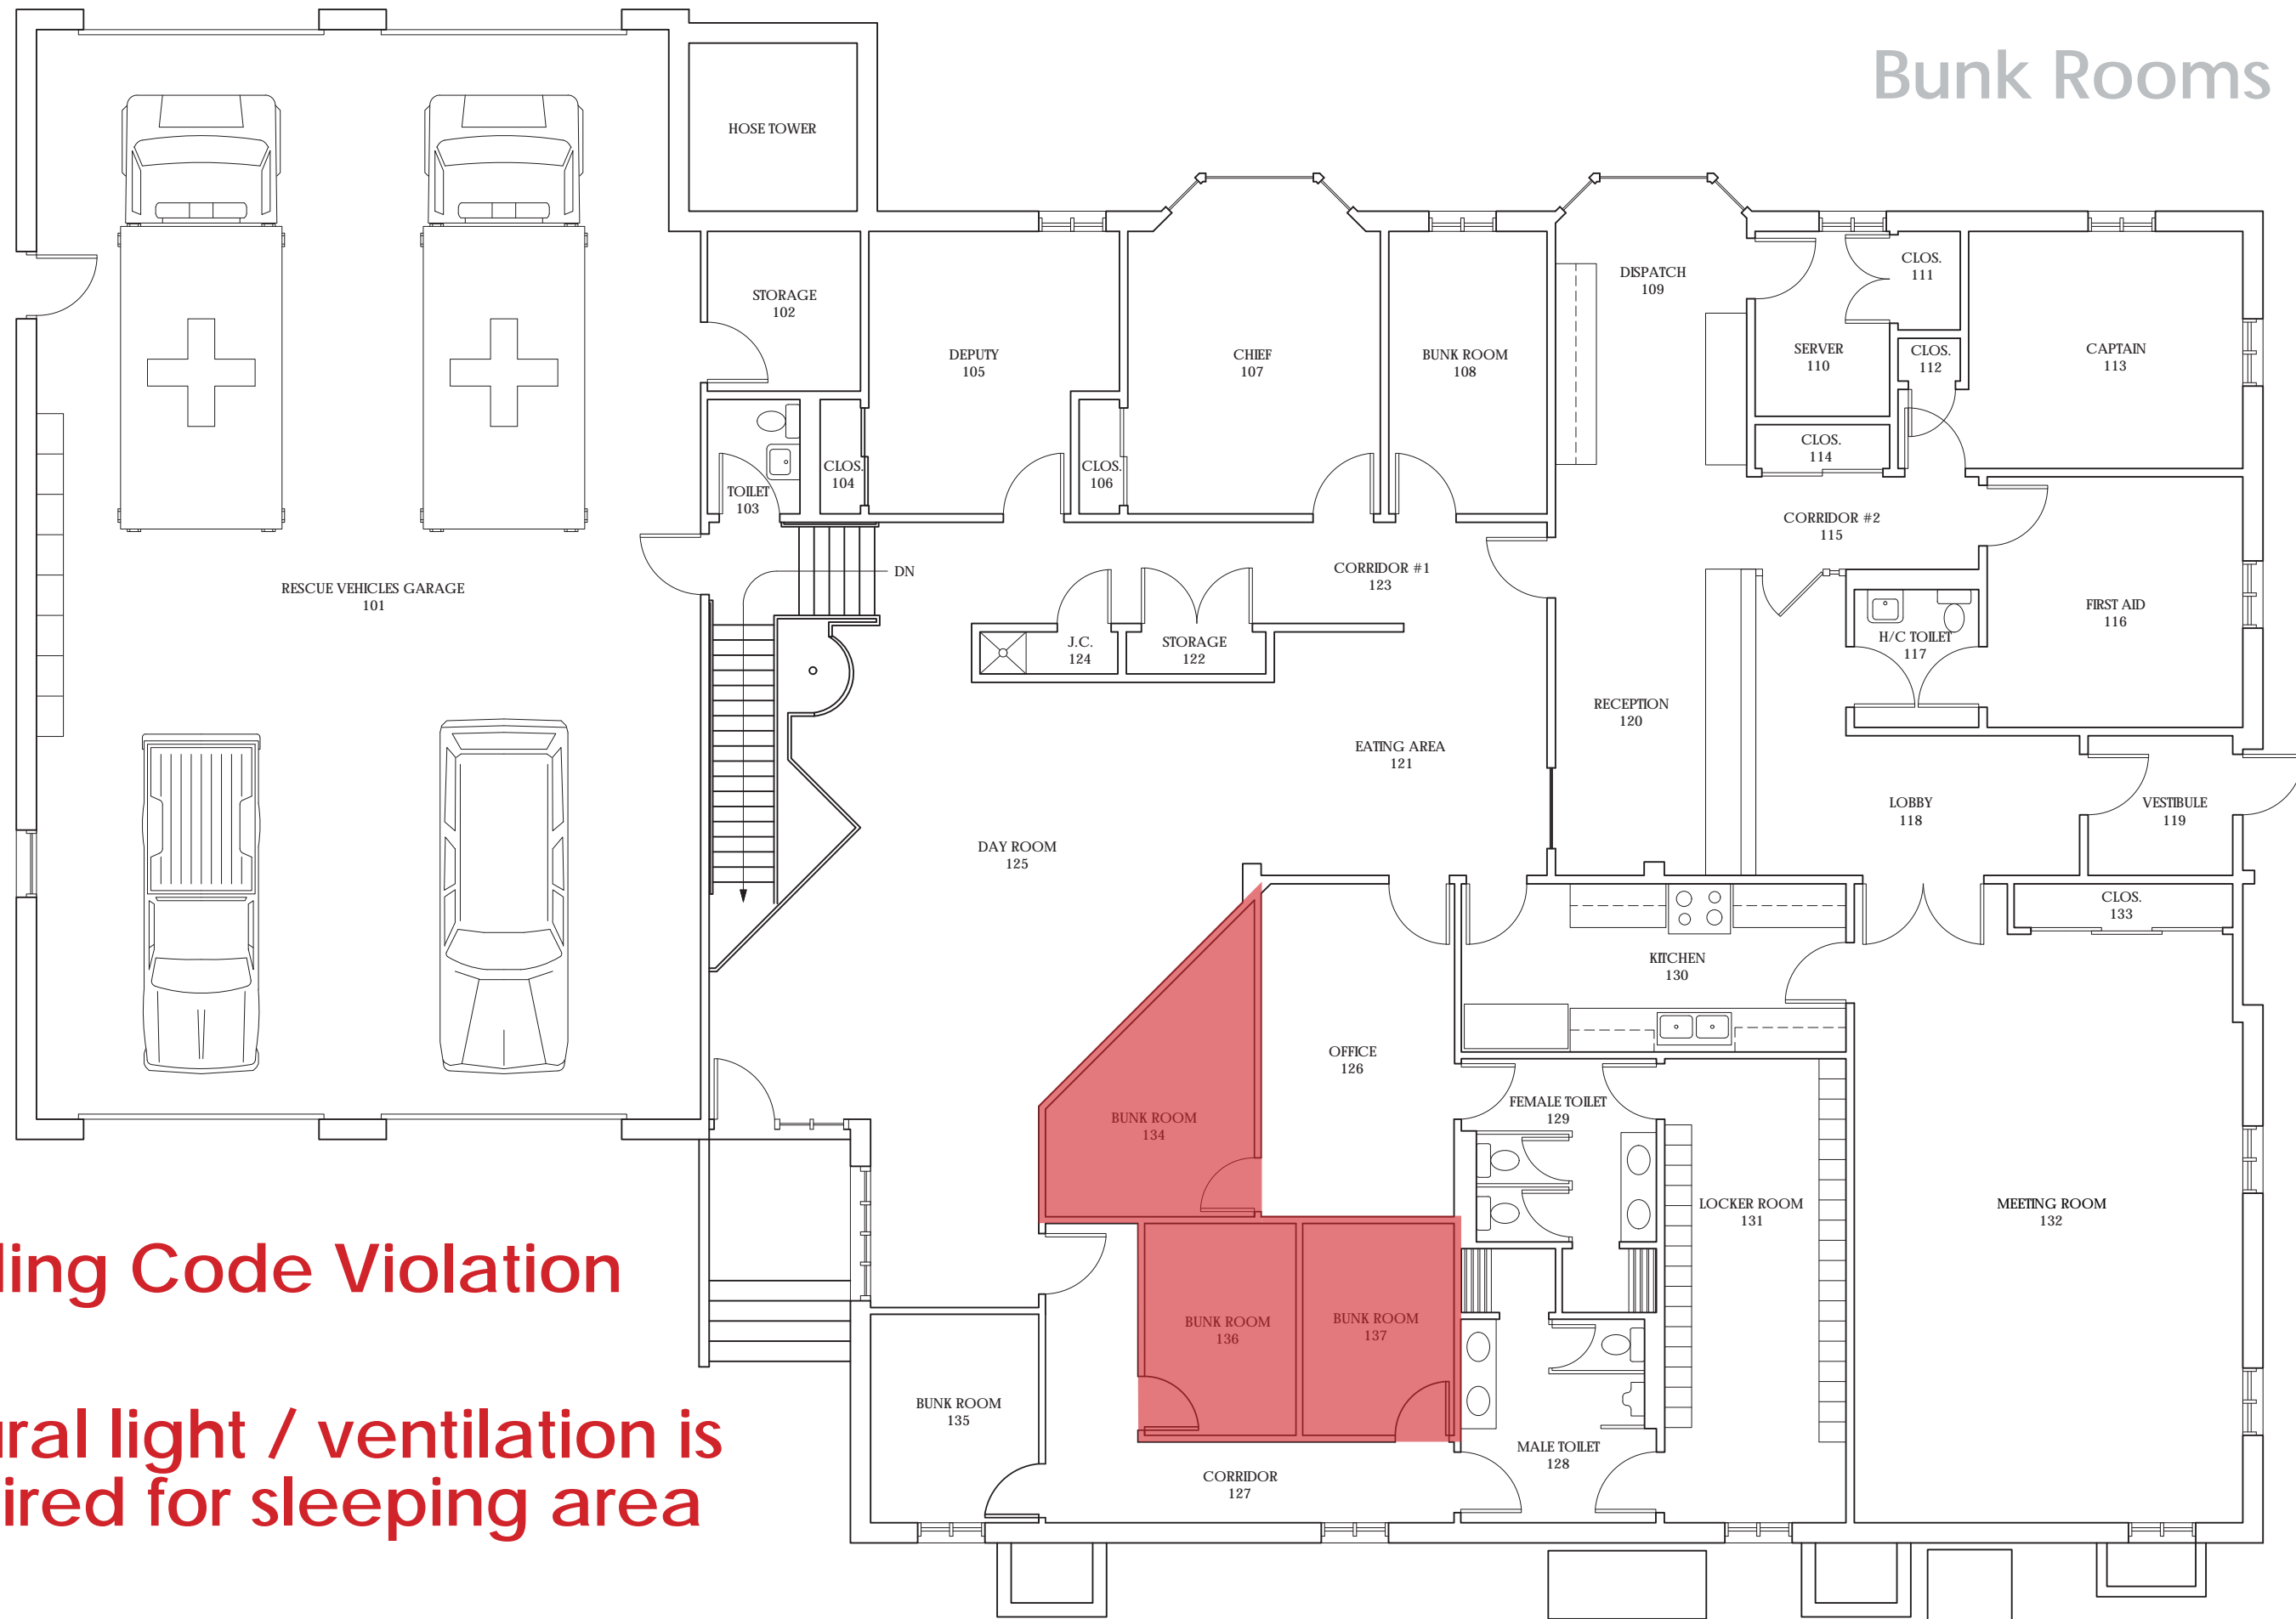 Bunk Rooms
HOSE TOWER
STORAGE
102
DEPUTY
105
CHIEF
107
BUNK ROOM
108
DISPATCH
109
SERVER
110
CLOS.
111
CLOS.
112
CAPTAIN
113
CLOS.
114
TOILET
103
CLOS.
104
CLOS.
106
CORRIDOR #2
115
DN
CORRIDOR #1
123
RESCUE VEHICLES GARAGE
101
FIRST AID
116
H/C TOILET
117
J.C.
124
STORAGE
122
RECEPTION
120
EATING AREA
121
LOBBY
118
VESTIBULE
119
DAY ROOM
125
CLOS.
133
KITCHEN
130
OFFICE
126
BUNK ROOM
134
FEMALE TOILET
129
LOCKER ROOM
131
MEETING ROOM
132
ling Code Violation
BUNK ROOM
136
BUNK ROOM
137
BUNK ROOM
135
MALE TOILET
128
CORRIDOR
127
ral light / ventilation is
ired for sleeping area